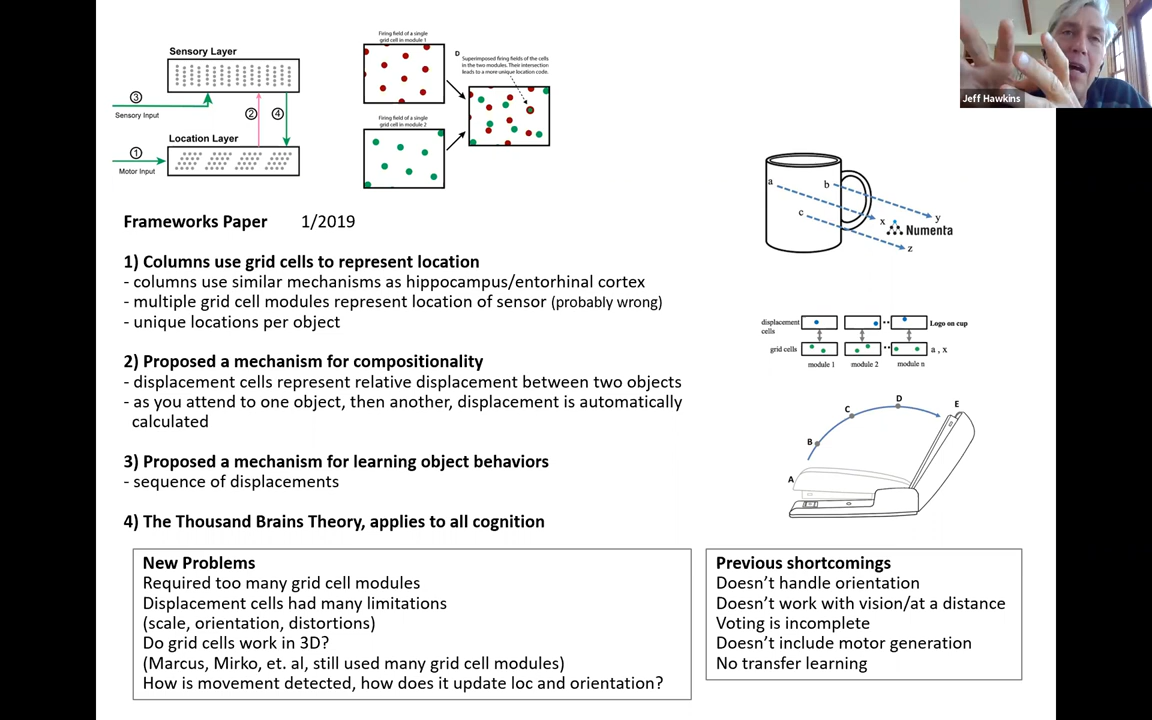 Sensory Layer
3
Sensory Input
2
4
Location Layer
1
Motor Input
Firing field of a single
grid cell in module 1
Firing field of a single
grid cell in module 2
D
Superimposed firing fields of the cells
in the two modules. Their intersection
leads to a more unique location code.
Jeff Hawkins
a
b
c
x
y
z
Numenta
Frameworks Paper 1/2019
1) Columns use grid cells to represent location
- columns use similar mechanisms as hippocampus/entorhinal cortex
- multiple grid cell modules represent location of sensor (probably wrong)
- unique locations per object
2) Proposed a mechanism for compositionality
- displacement cells represent relative displacement between two objects
- as you attend to one object, then another, displacement is automatically
calculated
3) Proposed a mechanism for learning object behaviors
- sequence of displacements
4) The Thousand Brains Theory, applies to all cognition
displacement
cells
Logo on cup
grid cells
a , x
module 1 module 2 module n
A
B
C
D
E
New Problems
Required too many grid cell modules
Displacement cells had many limitations
(scale, orientation, distortions)
Do grid cells work in 3D?
(Marcus, Mirko, et. al, still used many grid cell modules)
How is movement detected, how does it update loc and orientation?
Previous shortcomings
Doesn’t handle orientation
Doesn’t work with vision/at a distance
Voting is incomplete
Doesn’t include motor generation
No transfer learning